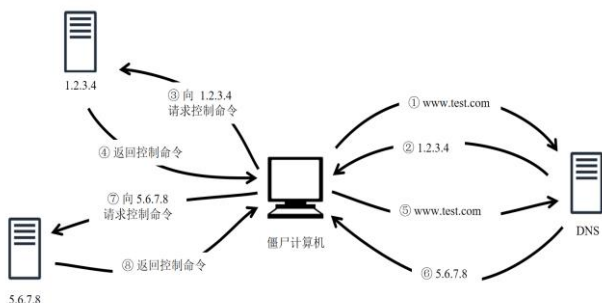 1.2.3.4
③ 向 1.2.3.4
请求控制命令
① www.test.com
④ 返回控制命令
② 1.2.3.4
⑦ 向 5.6.7.8
请求控制命令
⑤ www.test.com
僵尸计算机
DNS
⑧ 返回控制命令
⑥ 5.6.7.8
5.6.7.8